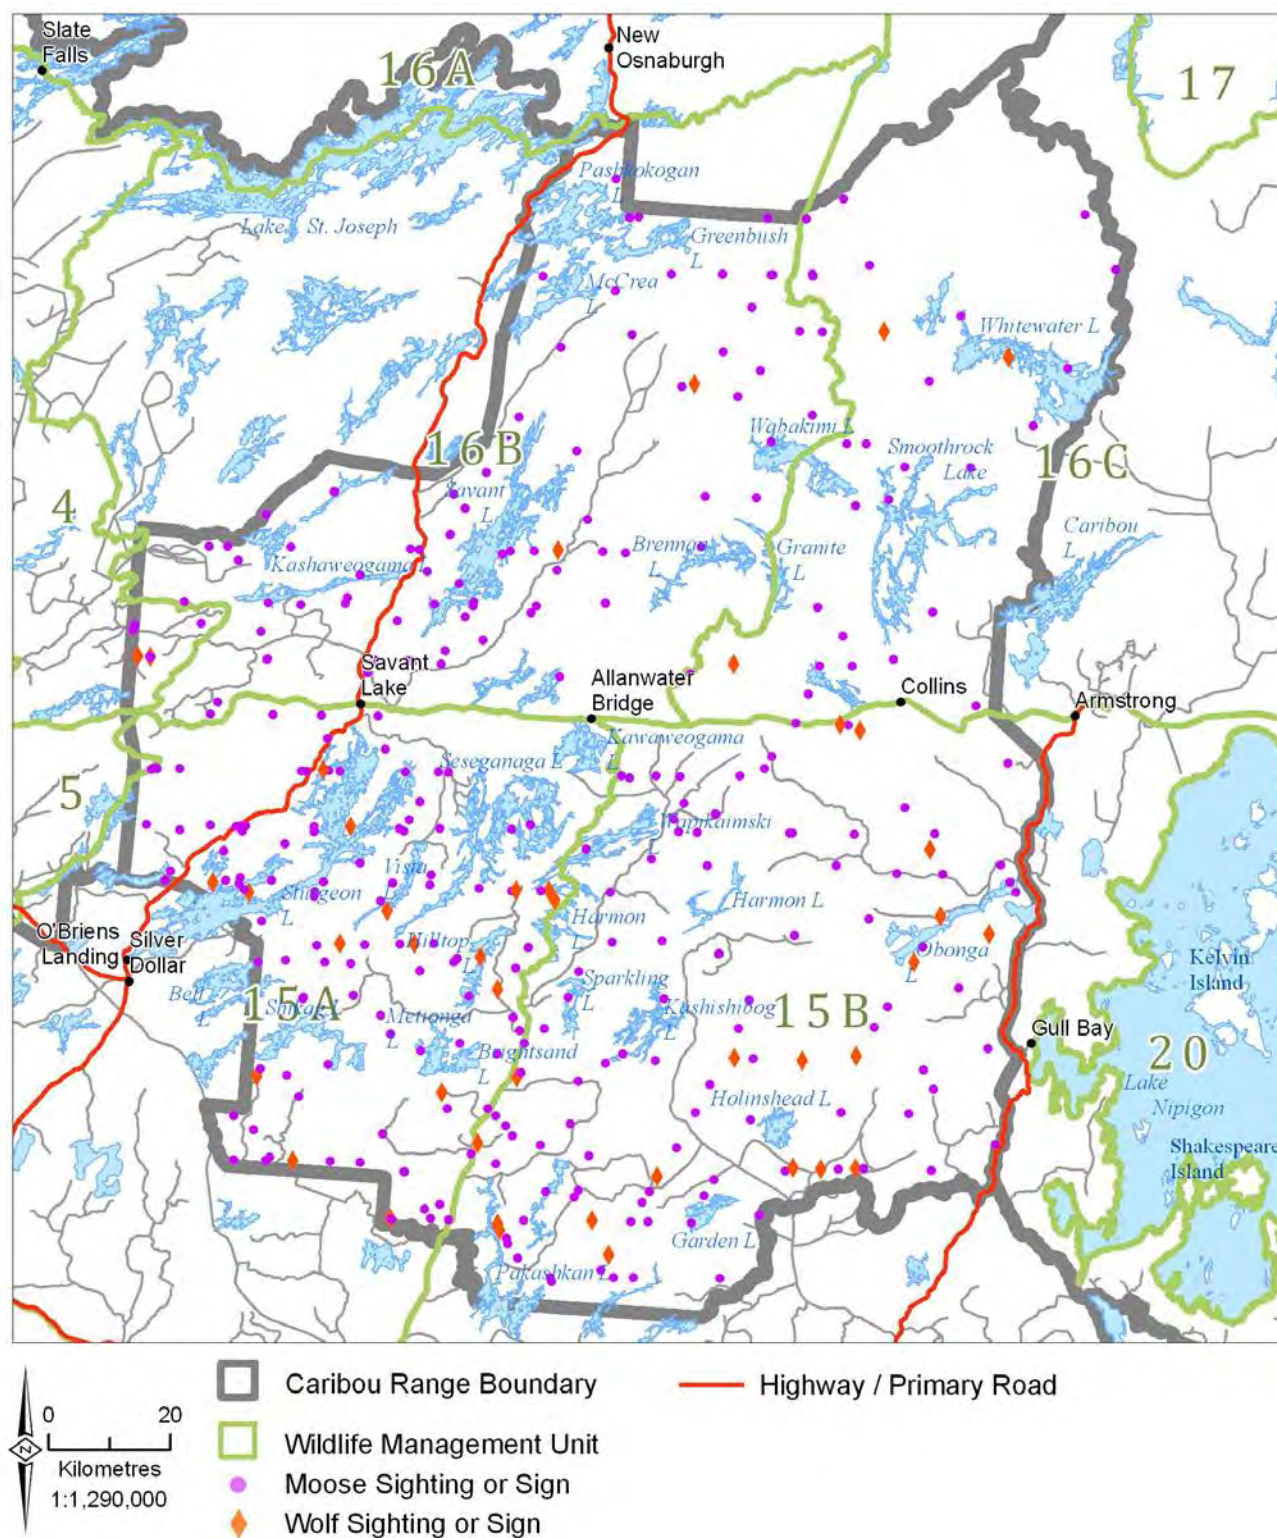 Slate
Falls
New
Osnaburgh
16A
17
Pashkokogan
L
Lake St. Joseph
Greenbush
L
McCrea
L
Whitewater L
Wabakimi L
16B
Smoothrock
Lake
16C
4
Savant
L
Caribou
L
Brennan
L
Granite
L
Kashaweogama L
Savant
Lake
Allanwater
Bridge
Collins
Armstrong
Kawaweogama
L
Seseganaga L
5
Wapikaimski
L
Vista
L
Sturgeon
L
Harmon L
Harmon
L
O'Briens
Landing
Silver
Dollar
Hilltop
L
Obonga
L
Kelvin
Island
Bell
L
15A
Shikag L
Sparkling
L
Metionga
L
Kashishibog
L
15B
Gull Bay
20
Brightsand
L
Holinshead L
Lake
Nipigon
Shakespeare
Island
Garden L
Pakashkan L
Caribou Range Boundary
Highway / Primary Road
0 20
Wildlife Management Unit
N
Kilometres
Moose Sighting or Sign
1:1,290,000
Wolf Sighting or Sign